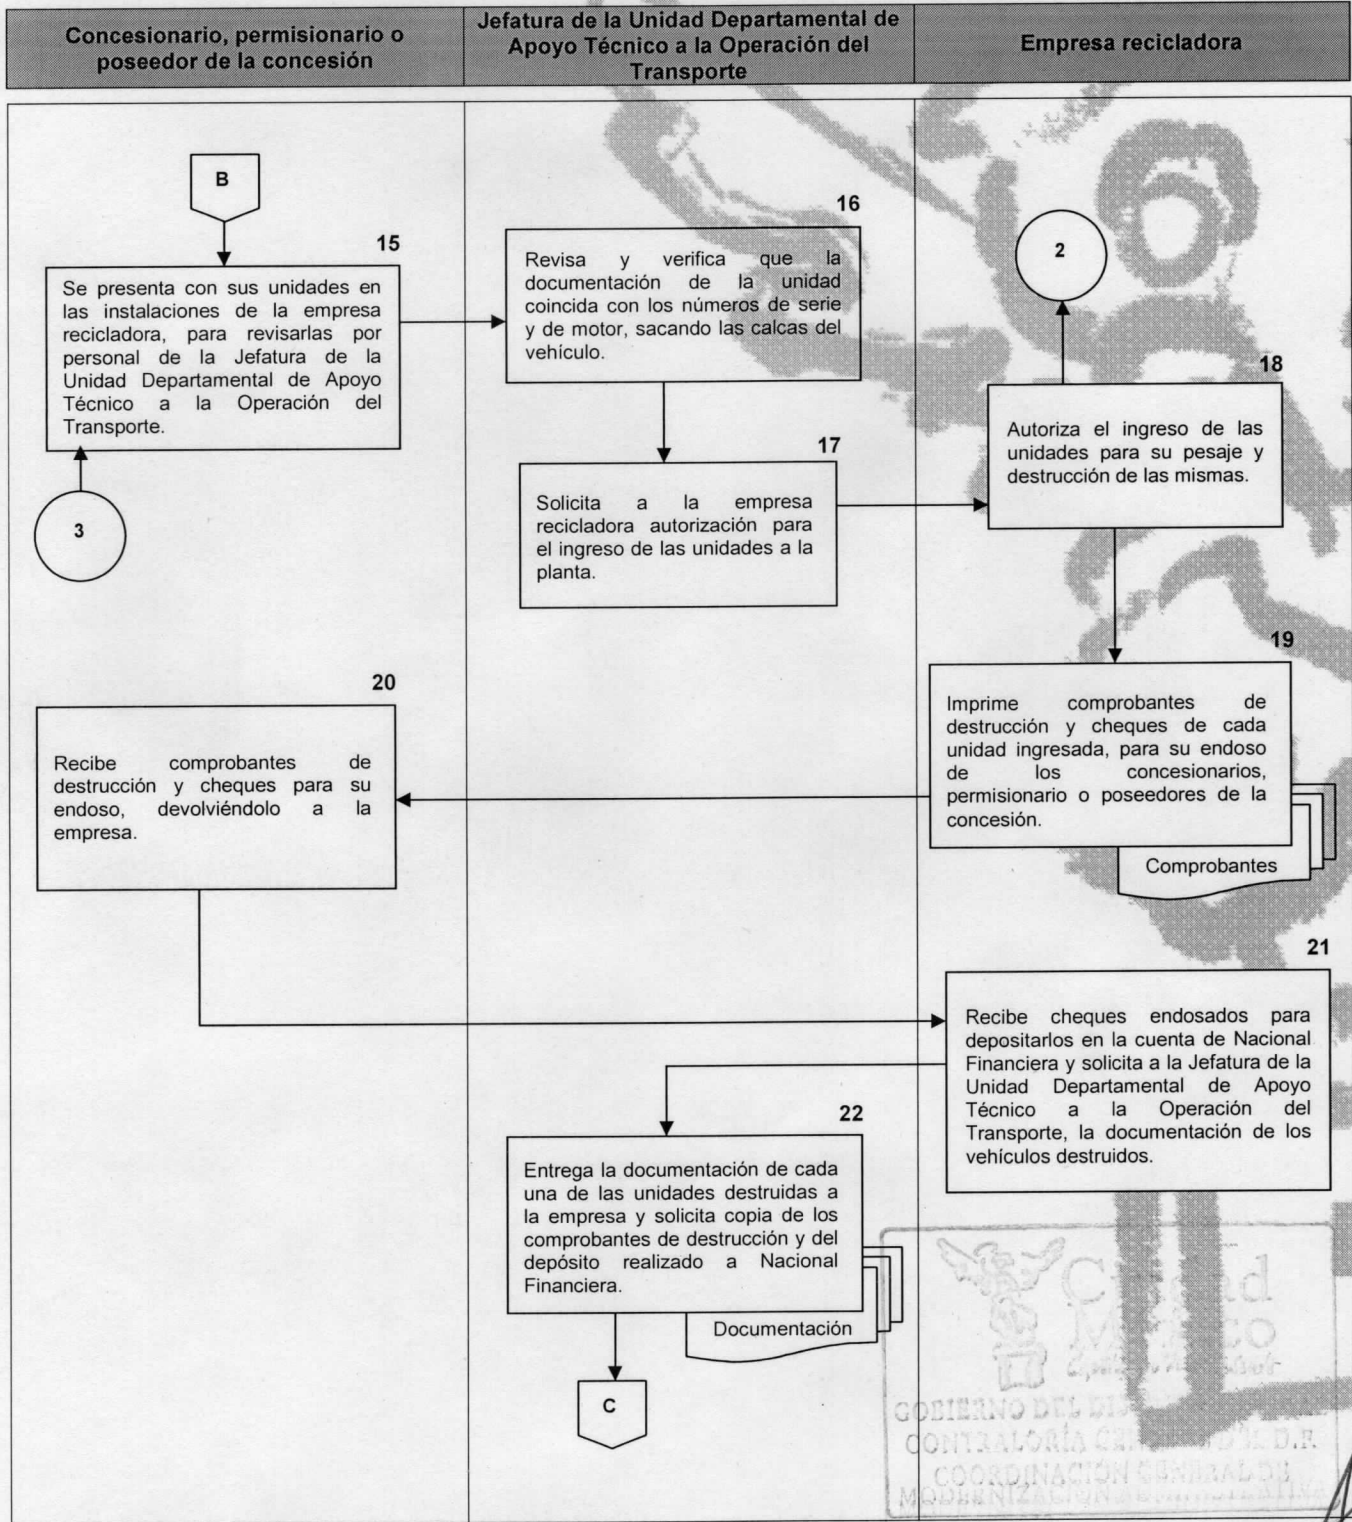 Concesionario, permisionario o
poseedor de la concesión
Jefatura de la Unidad Departamental de
Apoyo Técnico a la Operación del
Transporte
Empresa recicladora
B
15
Se presenta con sus unidades en
las instalaciones de la empresa
recicladora, para revisarlas por
personal de la Jefatura de la
Unidad Departamental de Apoyo
Técnico a la Operación del
Transporte.
3
16
Revisa y verifica que la
documentación de la unidad
coincida con los números de serie
y de motor, sacando las calcas del
vehículo.
17
Solicita a la empresa
recicladora autorización para
el ingreso de las unidades a la
planta.
2
18
Autoriza el ingreso de las
unidades para su pesaje y
destrucción de las mismas.
19
Imprime comprobantes de
destrucción y cheques de cada
unidad ingresada, para su endoso
de los concesionarios,
permisionario o poseedores de la
concesión.
Comprobantes
20
Recibe comprobantes de
destrucción y cheques para su
endoso, devolviéndolo a la
empresa.
21
Recibe cheques endosados para
depositarlos en la cuenta de Nacional
Financiera y solicita a la Jefatura de la
Unidad Departamental de Apoyo
Técnico a la Operación del
Transporte, la documentación de los
vehículos destruidos.
22
Entrega la documentación de cada
una de las unidades destruidas a
la empresa y solicita copia de los
comprobantes de destrucción y del
depósito realizado a Nacional
Financiera.
Documentación
C
Ciudad
México
GOBIERNO DEL
CONTRALORÍA GENERAL DEL D.F.
COORDINACIÓN GENERAL DE
MODERNIZACIÓN ADMINISTRATIVA